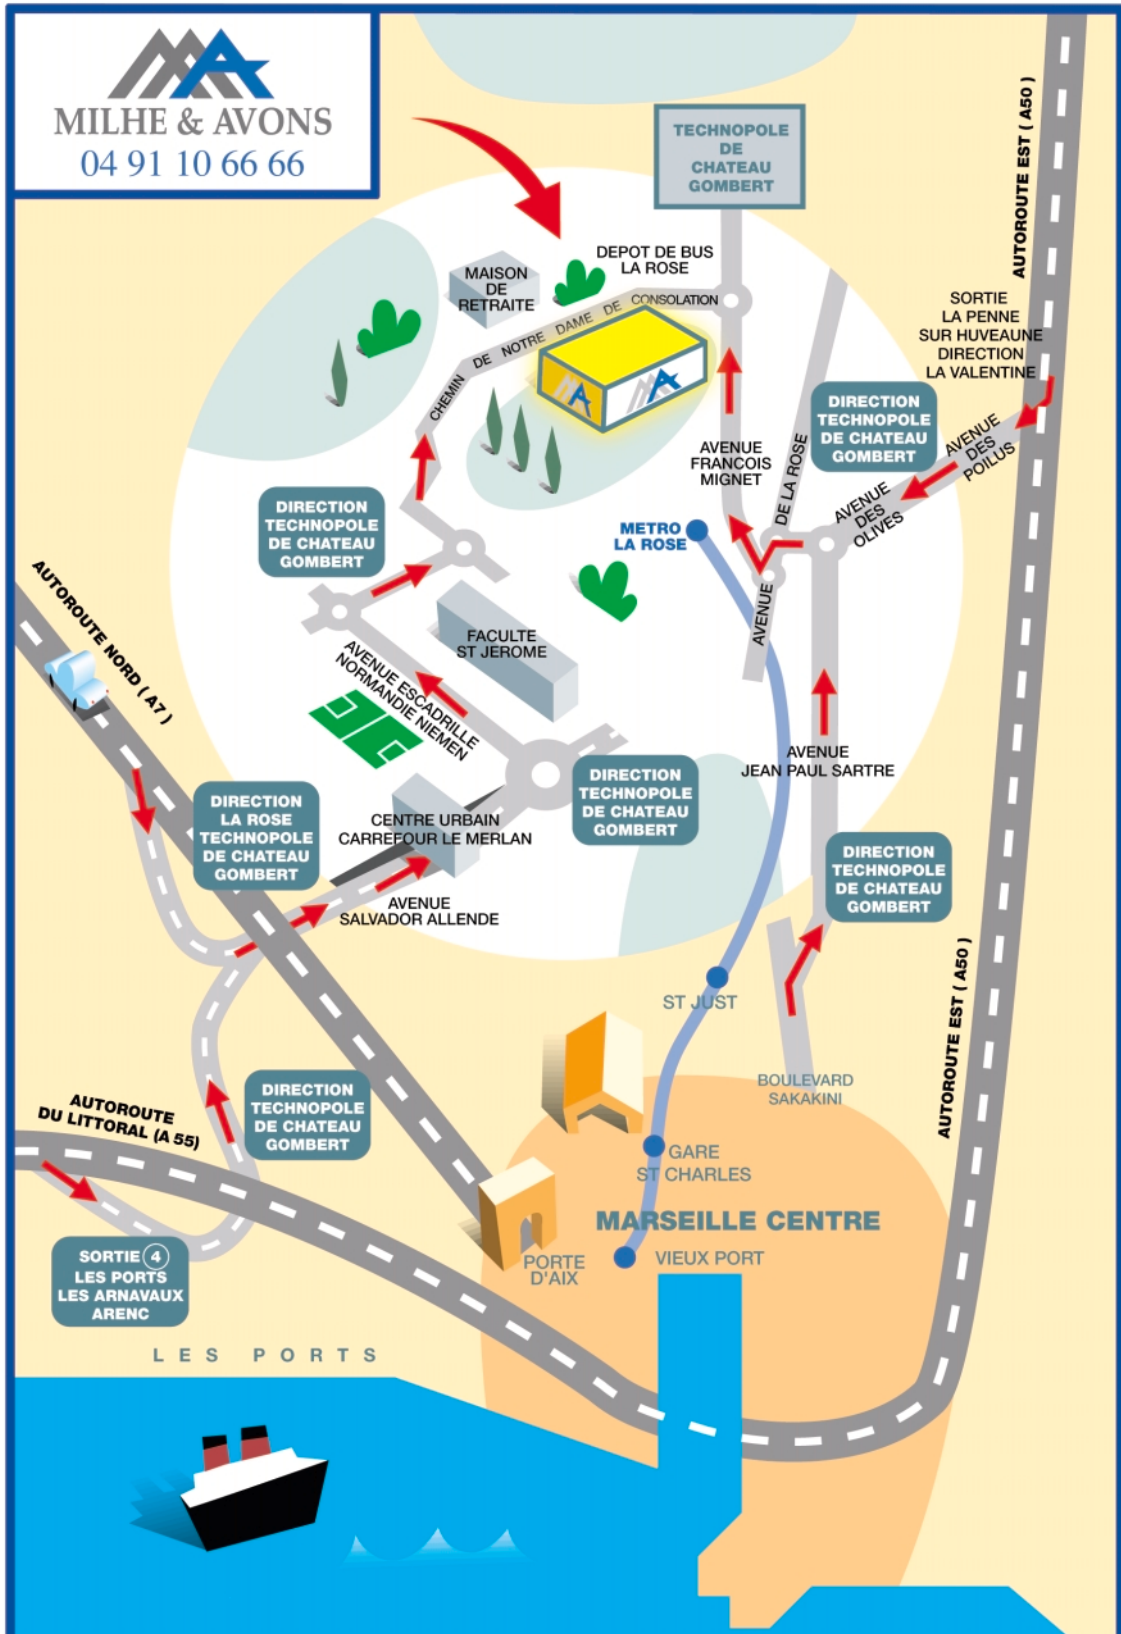 MILHE & AVONS
04 91 10 66 66
TECHNOPOLE
DE
CHATEAU
GOMBERT
AUTOROUTE EST ( A50 )
DEPOT DE BUS
LA ROSE
MAISON
DE
RETRAITE
CHEMIN DE NOTRE DAME DE CONSOLATION
SORTIE
LA PENNE
SUR HUVEAUNE
DIRECTION
LA VALENTINE
DIRECTION
TECHNOPOLE
DE CHATEAU
GOMBERT
AVENUE
DES
POILUS
AVENUE
FRANCOIS
MIGNET
AVENUE DE LA ROSE
AVENUE
DES
OLIVES
DIRECTION
TECHNOPOLE
DE CHATEAU
GOMBERT
METRO
LA ROSE
AUTOROUTE NORD ( A7 )
FACULTE
ST JEROME
AVENUE ESCADRILLE
NORMANDIE NIEMEN
AVENUE
JEAN PAUL SARTRE
DIRECTION
TECHNOPOLE
DE CHATEAU
GOMBERT
DIRECTION
LA ROSE
TECHNOPOLE
DE CHATEAU
GOMBERT
CENTRE URBAIN
CARREFOUR LE MERLAN
DIRECTION
TECHNOPOLE
DE CHATEAU
GOMBERT
AVENUE
SALVADOR ALLENDE
AUTOROUTE EST ( A50 )
ST JUST
BOULEVARD
SAKAKINI
DIRECTION
TECHNOPOLE
DE CHATEAU
GOMBERT
AUTOROUTE
DU LITTORAL (A 55)
GARE
ST CHARLES
MARSEILLE CENTRE
VIEUX PORT
PORTE
D'AIX
SORTIE 4
LES PORTS
LES ARNAVAUX
ARENC
LES PORTS